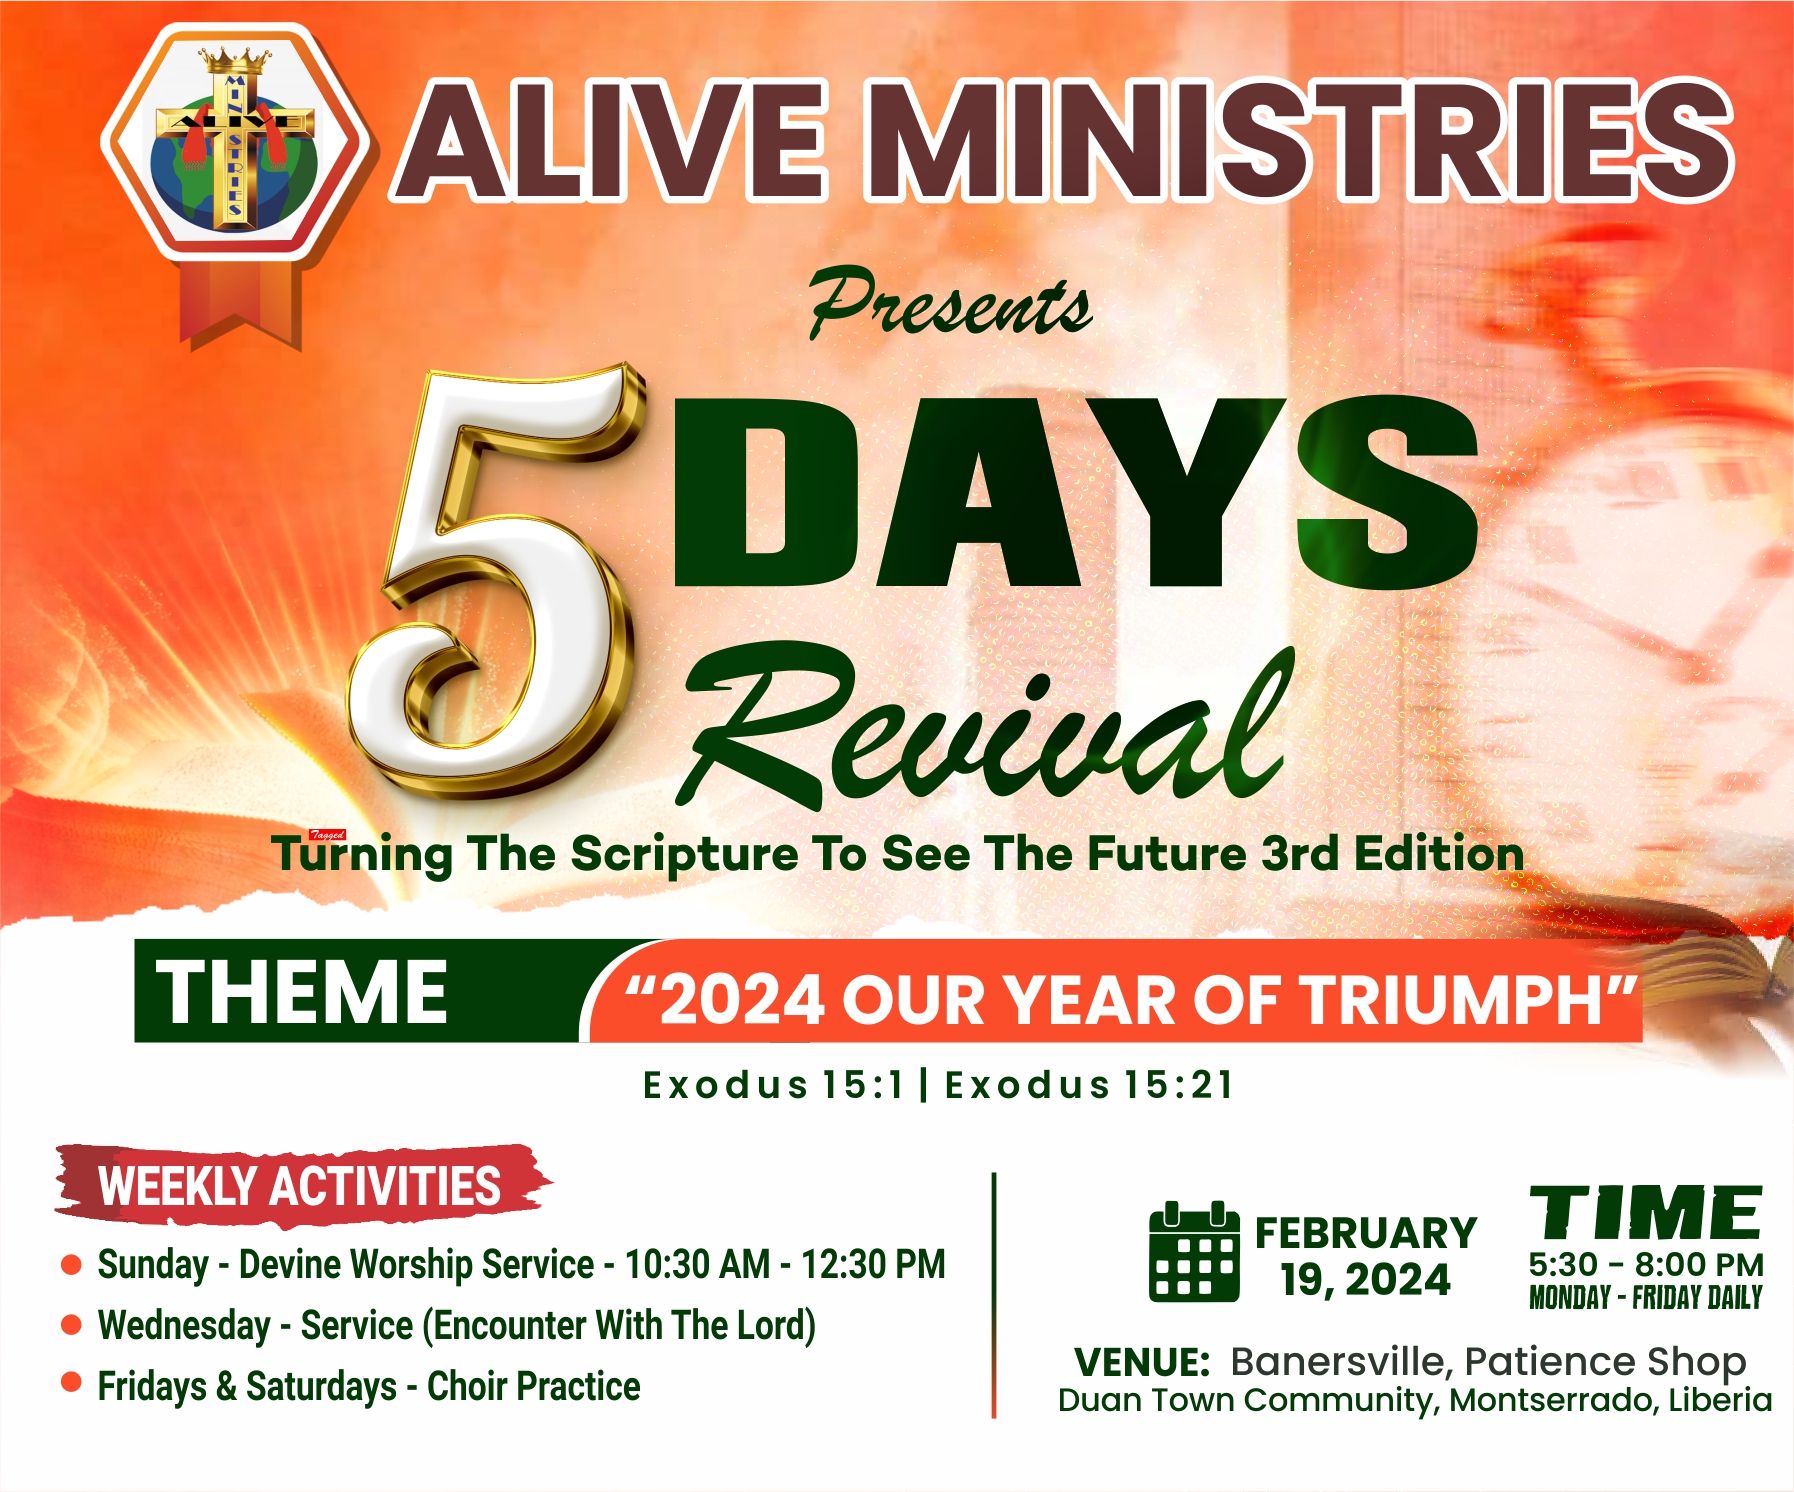 ALIVE MINISTRIES
ALIVE
MINISTRIES
Presents
5 DAYS
Revival
Tagged
Turning The Scripture To See The Future 3rd Edition
THEME
“2024 OUR YEAR OF TRIUMPH”
Exodus 15:1 | Exodus 15:21
WEEKLY ACTIVITIES
Sunday - Devine Worship Service - 10:30 AM - 12:30 PM
Wednesday - Service (Encounter With The Lord)
Fridays & Saturdays - Choir Practice
FEBRUARY
19, 2024
TIME
5:30 - 8:00 PM
MONDAY - FRIDAY DAILY
VENUE: Banersville, Patience Shop
Duan Town Community, Montserrado, Liberia